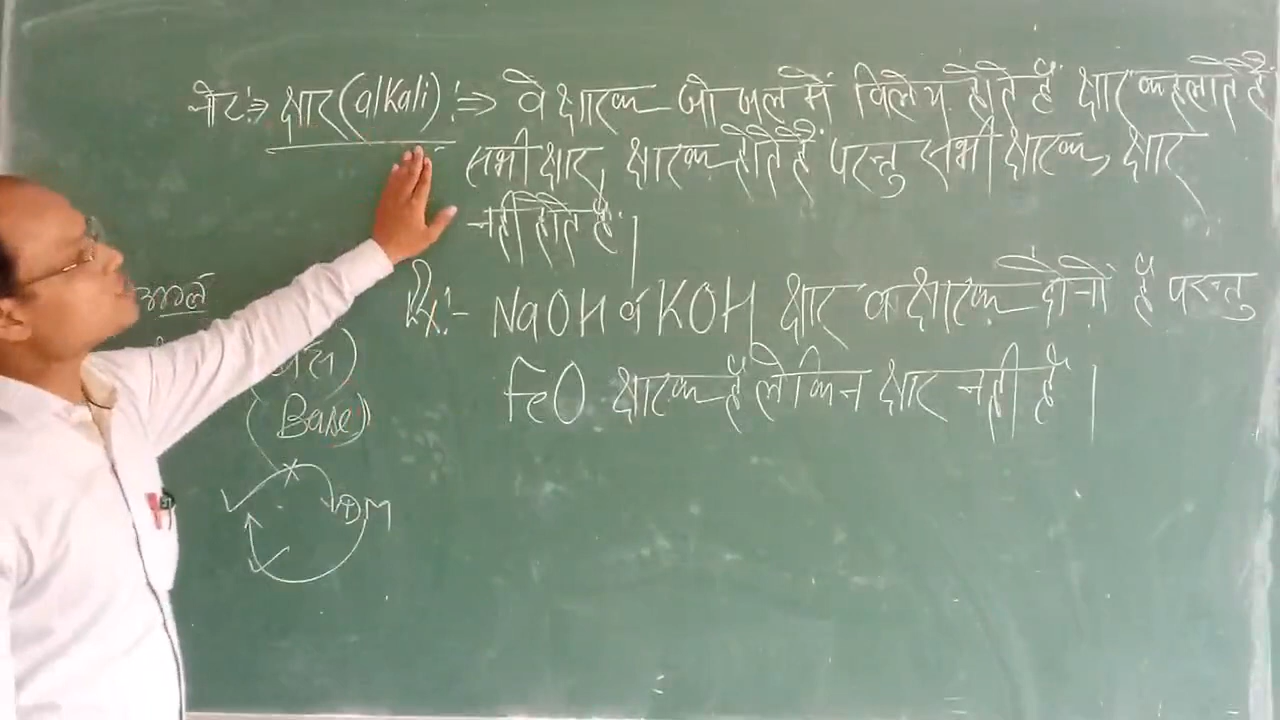 नोट:⇒ क्षार (alkali) :⇒ वे क्षारक जो जल में विलेय होते हैं क्षार कहलाते हैं
सभी क्षार, क्षारक होते हैं परन्तु सभी क्षारक, क्षार
नहीं होते हैं।
Ex:- NaOH व KOH क्षार व क्षारक दोनों हैं परन्तु
FeO क्षारक है लेकिन क्षार नही है।
(Base)
DM